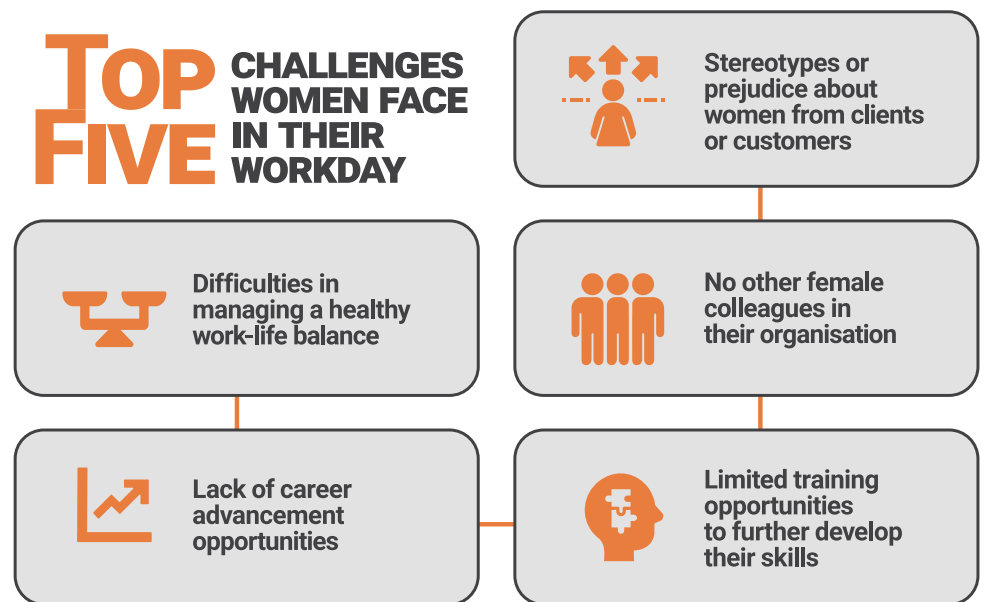 TOP
FIVE
CHALLENGES
WOMEN FACE
IN THEIR
WORKDAY
Stereotypes or
prejudice about
women from clients
or customers
Difficulties in
managing a healthy
work-life balance
No other female
colleagues in
their organisation
Lack of career
advancement
opportunities
Limited training
opportunities
to further develop
their skills